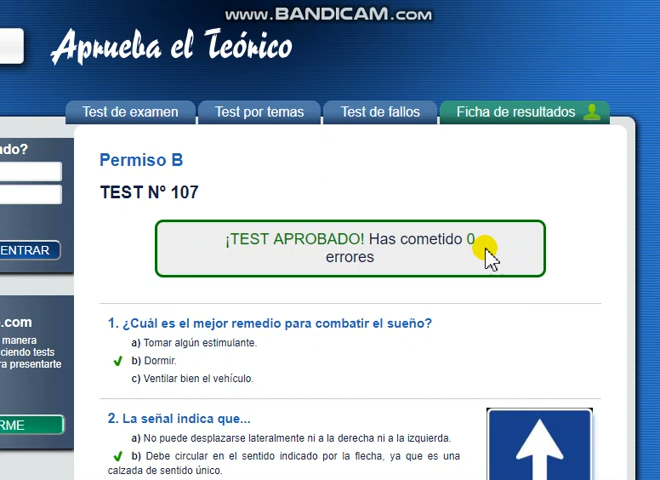 www.BANDICAM.com
Aprueba el Teórico
Test de examen
Test por temas
Test de fallos
Ficha de resultados
do?
ENTRAR
.com
manera
ciendo tests
ra presentarte
RME
Permiso B
TEST Nº 107
¡TEST APROBADO! Has cometido 0
errores
1. ¿Cuál es el mejor remedio para combatir el sueño?
a) Tomar algún estimulante.
b) Dormir.
c) Ventilar bien el vehículo.
2. La señal indica que...
a) No puede desplazarse lateralmente ni a la derecha ni a la izquierda.
b) Debe circular en el sentido indicado por la flecha, ya que es una
calzada de sentido único.